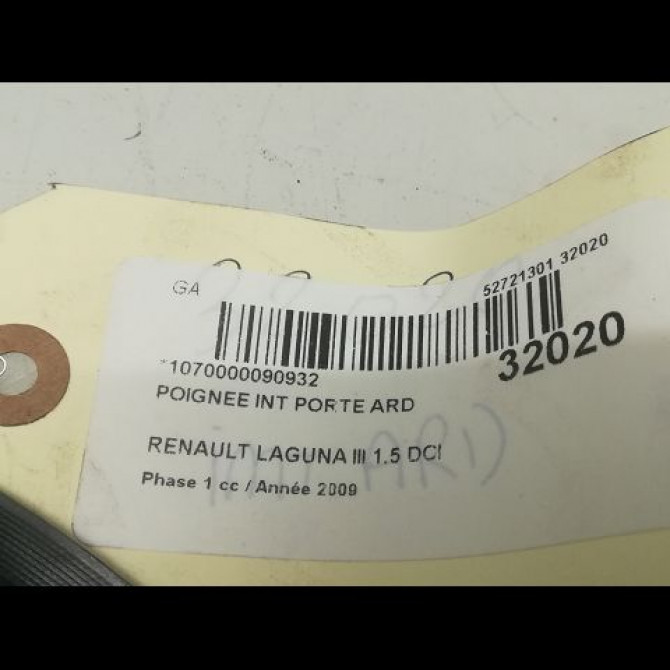 52721301 32020
GA
32020
*1070000090932
POIGNEE INT PORTE ARD
RENAULT LAGUNA III 1.5 DCI
Phase 1 cc / Année 2009